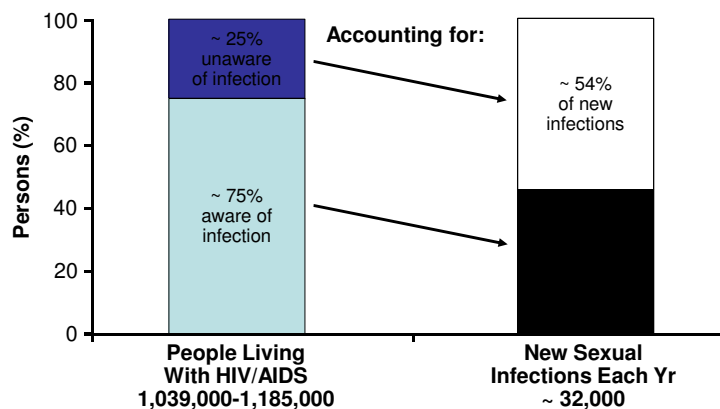 Accounting for:
~ 25%
unaware
of infection
~ 54%
of new
infections
~ 75%
aware of
infection
Persons (%)
100
80
60
40
20
0
People Living
With HIV/AIDS
1,039,000-1,185,000
New Sexual
Infections Each Yr
~ 32,000